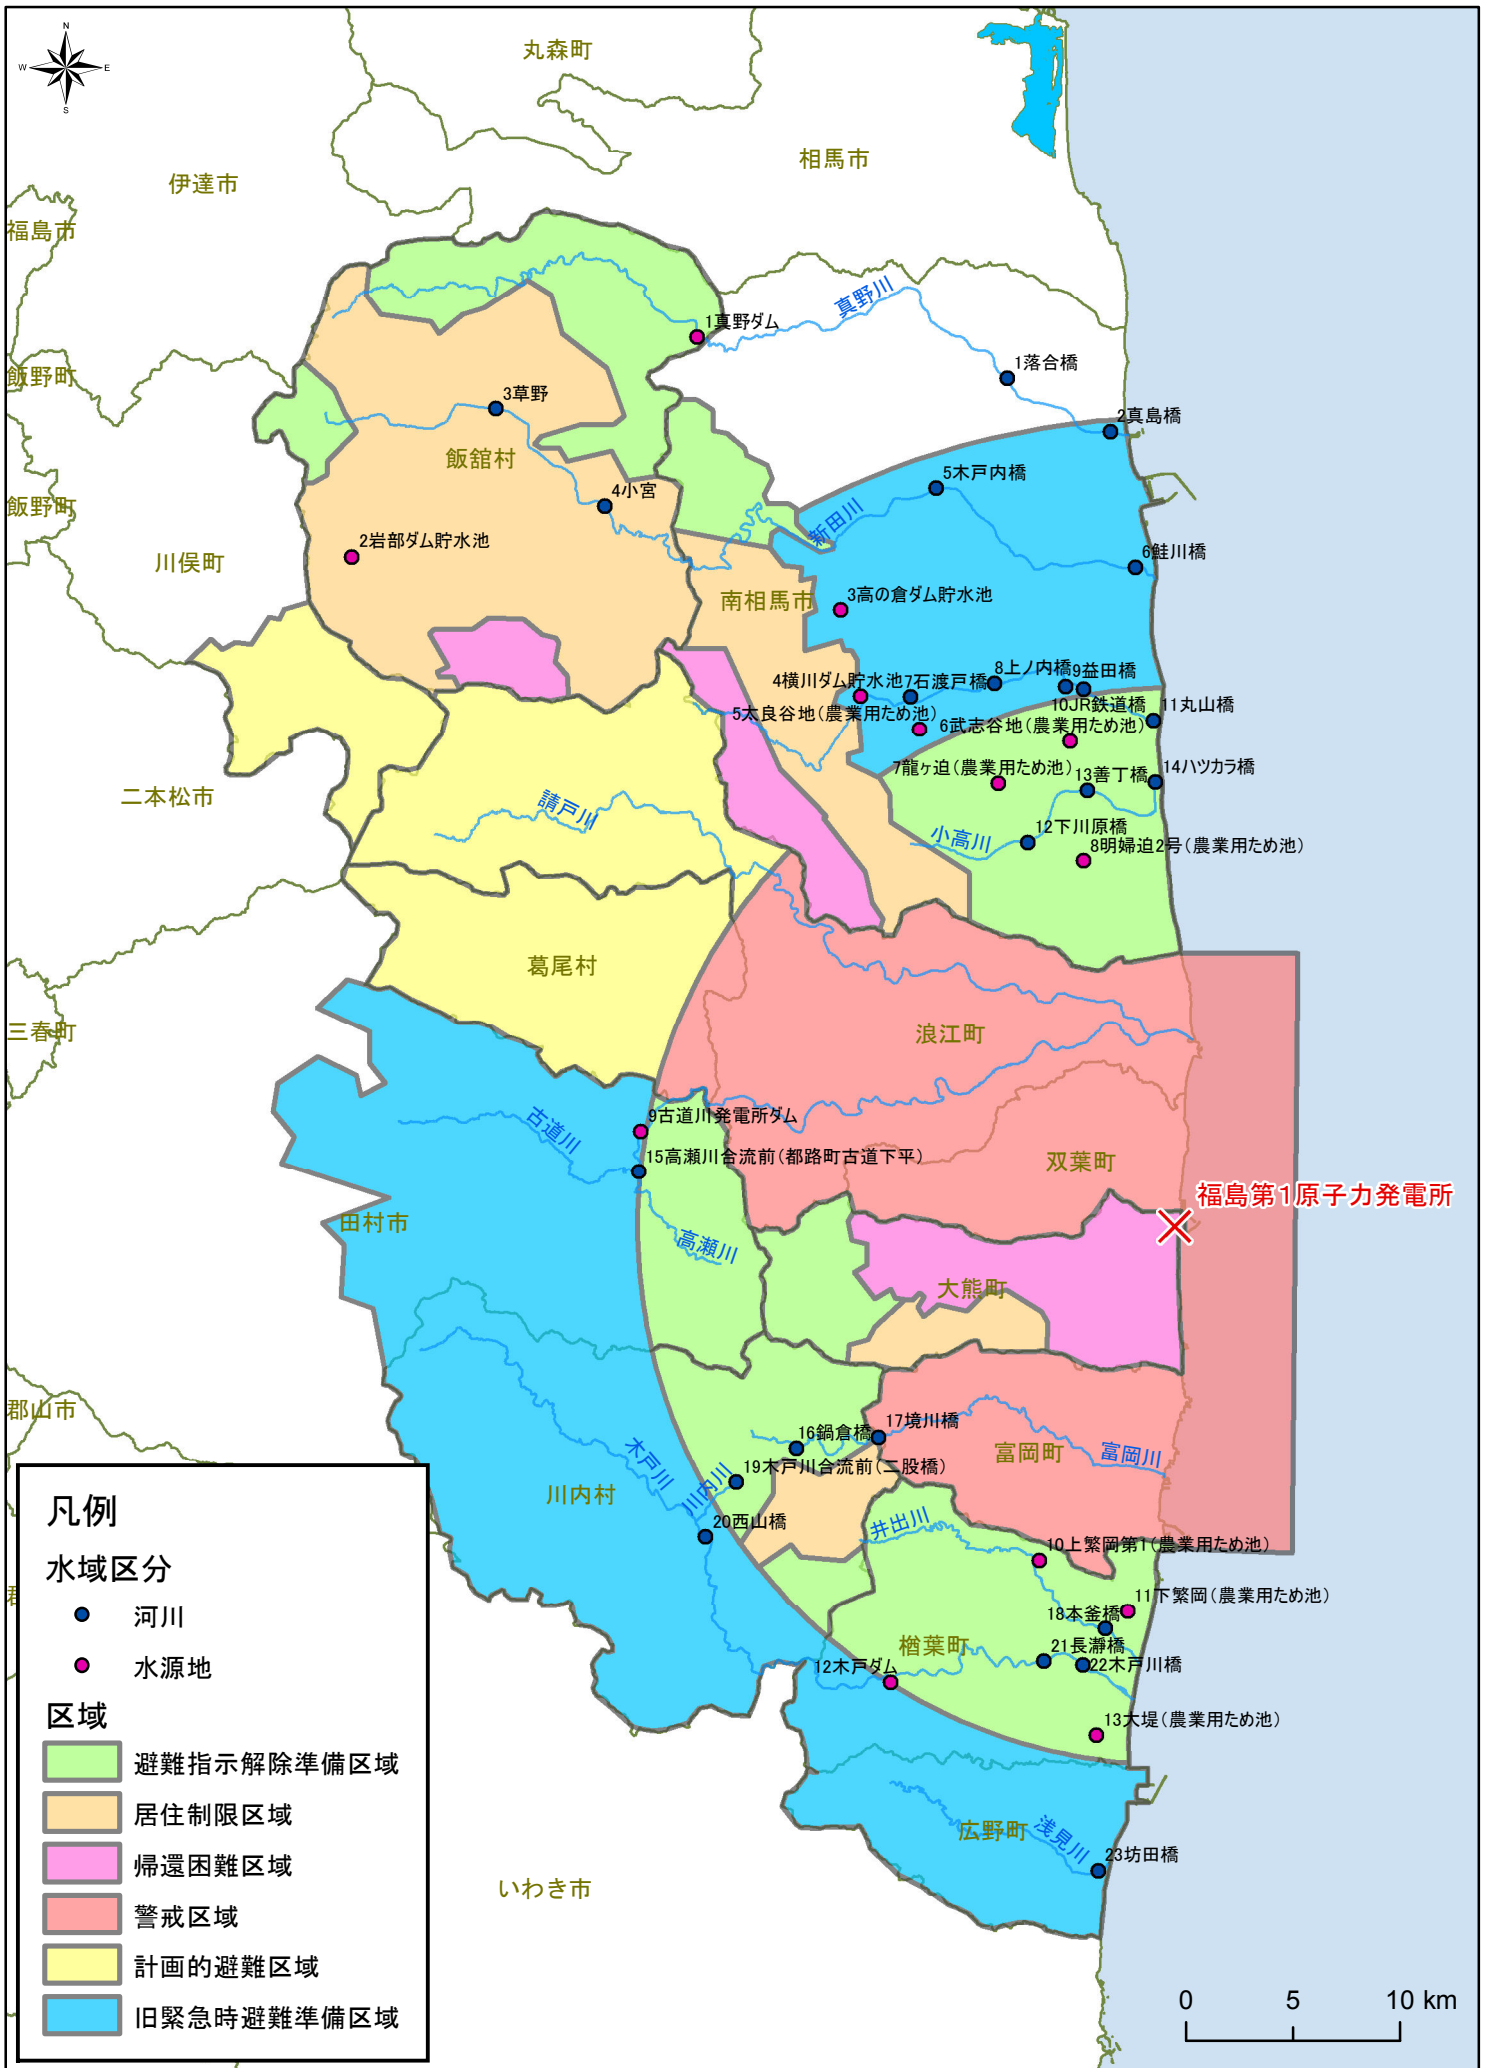 N
W
E
S
丸森町
相馬市
伊達市
福島市
真野川
1真野ダム
1落合橋
飯野町
3草野
2真島橋
飯舘村
5木戸内橋
4小宮
飯野町
新田川
2岩部ダム貯水池
6鮭川橋
川俣町
南相馬市
3高の倉ダム貯水池
8上ノ内橋
9益田橋
4横川ダム貯水池
7石渡戸橋
10JR鉄道橋
11丸山橋
5太良谷地(農業用ため池)
6武志谷地(農業用ため池)
7龍ヶ迫(農業用ため池)
13善丁橋
14ハツカラ橋
二本松市
請戸川
12下川原橋
小高川
8明婦迫2号(農業用ため池)
葛尾村
三春町
浪江町
9古道川発電所ダム
古道川
15高瀬川合流前(都路町古道下平)
双葉町
福島第1原子力発電所
田村市
高瀬川
大熊町
郡山市
17境川橋
16鍋倉橋
富岡町
富岡川
木戸川
19木戸川合流前(二股橋)
川内村
川内川
20西山橋
井出川
10上繁岡第1(農業用ため池)
11下繁岡(農業用ため池)
18本釜橋
楢葉町
21長瀞橋
22木戸川橋
12木戸ダム
13大堤(農業用ため池)
広野町
浅見川
23坊田橋
いわき市
凡例
水域区分
河川
水源地
区域
避難指示解除準備区域
居住制限区域
帰還困難区域
警戒区域
計画的避難区域
旧緊急時避難準備区域
0 5 10 km